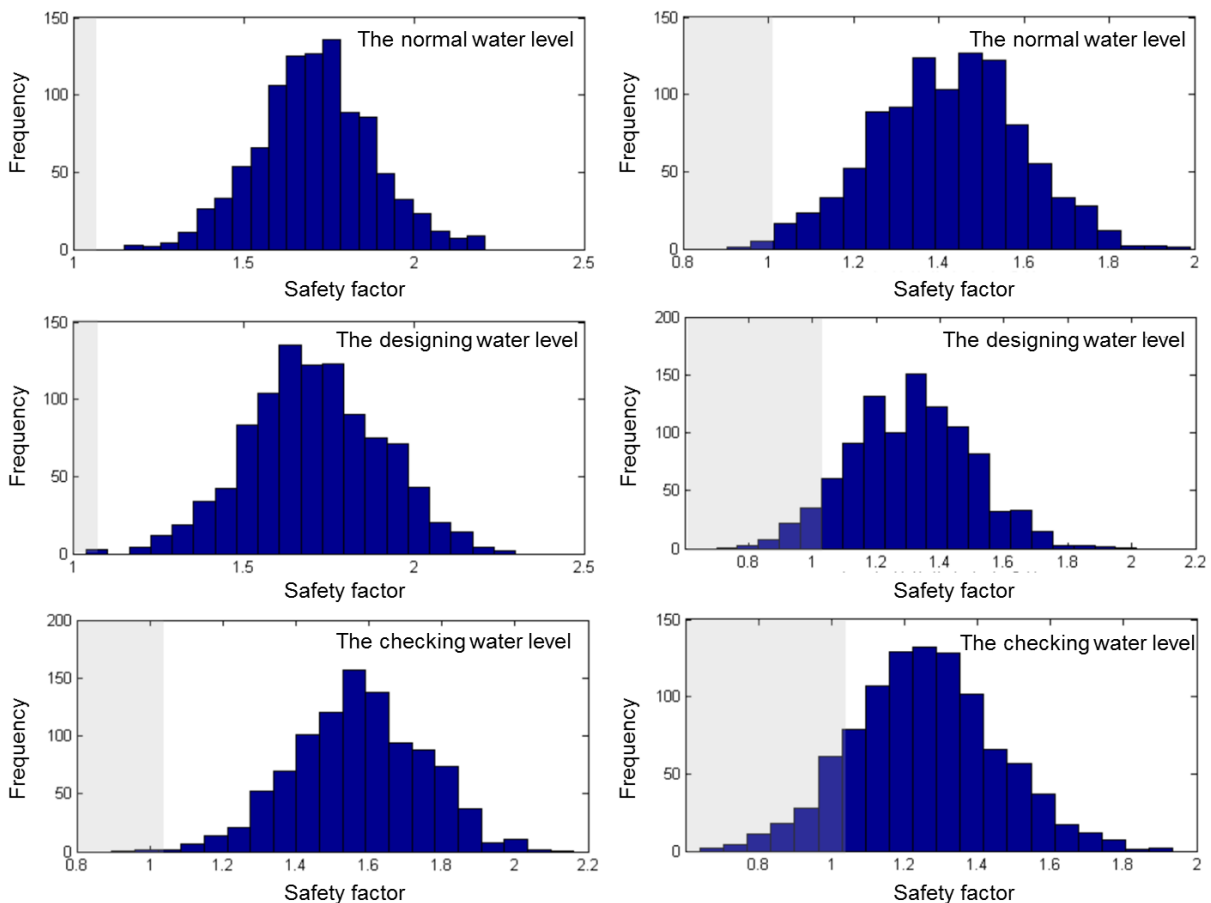 The normal water level
150
100
50
0
Frequency
1 1.5 2 2.5
Safety factor
The normal water level
150
100
50
0
Frequency
0.8 1 1.2 1.4 1.6 1.8 2
Safety factor
The designing water level
150
100
50
0
Frequency
1 1.5 2 2.5
Safety factor
The designing water level
200
150
100
50
0
Frequency
0.8 1 1.2 1.4 1.6 1.8 2 2.2
Safety factor
The checking water level
200
150
100
50
0
Frequency
0.8 1 1.2 1.4 1.6 1.8 2 2.2
Safety factor
The checking water level
150
100
50
0
Frequency
0.8 1 1.2 1.4 1.6 1.8 2
Safety factor